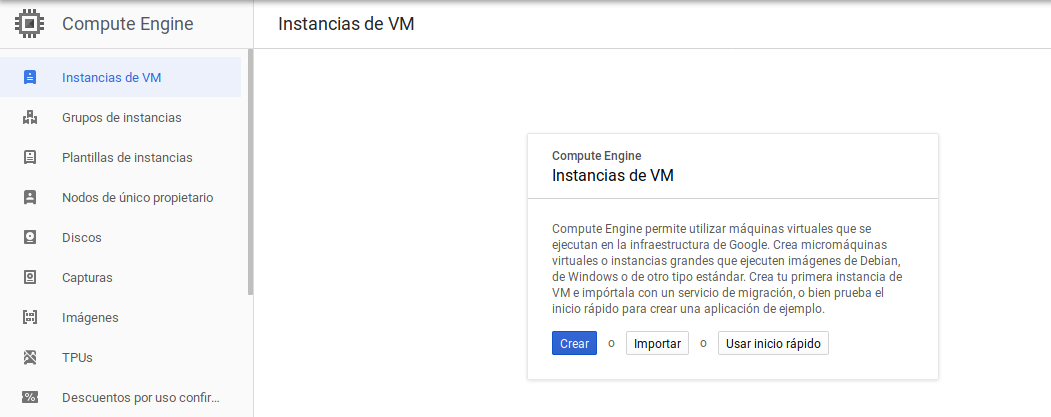 Compute Engine
Instancias de VM
Instancias de VM
Grupos de instancias
Plantillas de instancias
Nodos de único propietario
Discos
Capturas
Imágenes
TPUs
Descuentos por uso confir...
Compute Engine
Instancias de VM
Compute Engine permite utilizar máquinas virtuales que se
ejecutan en la infraestructura de Google. Crea micromáquinas
virtuales o instancias grandes que ejecuten imágenes de Debian,
de Windows o de otro tipo estándar. Crea tu primera instancia de
VM e impórtala con un servicio de migración, o bien prueba el
inicio rápido para crear una aplicación de ejemplo.
Crear o Importar o Usar inicio rápido